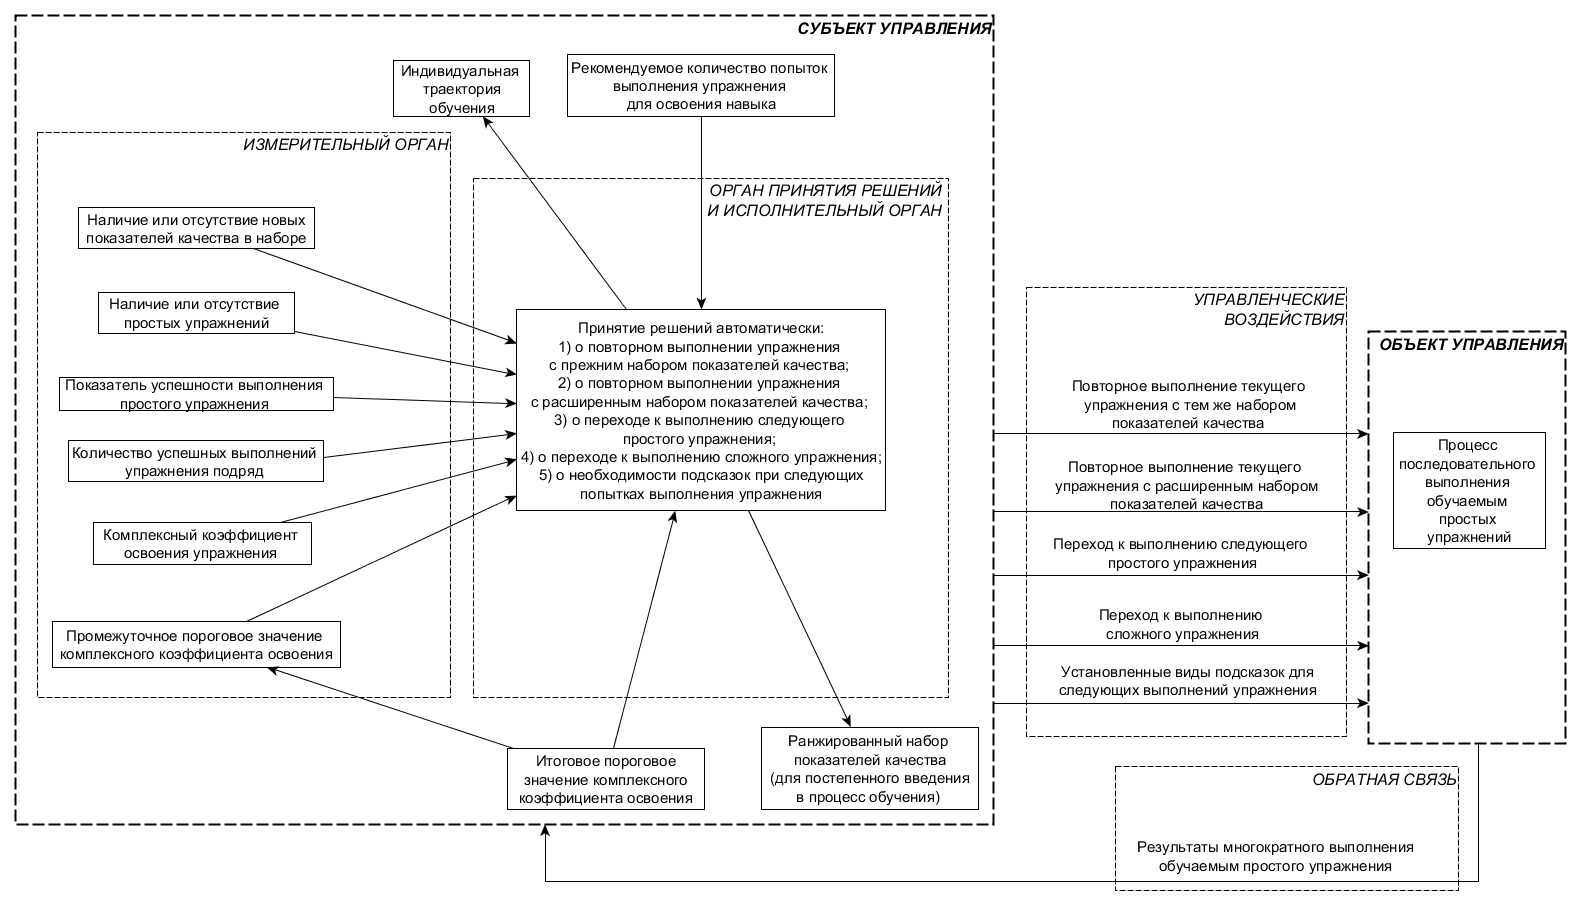 СУБЪЕКТ УПРАВЛЕНИЯ
Индивидуальная
траектория
обучения
Рекомендуемое количество попыток
выполнения упражнения
для освоения навыка
ИЗМЕРИТЕЛЬНЫЙ ОРГАН
ОРГАН ПРИНЯТИЯ РЕШЕНИЙ
И ИСПОЛНИТЕЛЬНЫЙ ОРГАН
Наличие или отсутствие новых
показателей качества в наборе
Наличие или отсутствие
простых упражнений
Показатель успешности выполнения
простого упражнения
Количество успешных выполнений
упражнения подряд
Комплексный коэффициент
освоения упражнения
Промежуточное пороговое значение
комплексного коэффициента освоения
Принятие решений автоматически:
1) о повторном выполнении упражнения
с прежним набором показателей качества;
2) о повторном выполнении упражнения
с расширенным набором показателей качества;
3) о переходе к выполнению следующего
простого упражнения;
4) о переходе к выполнению сложного упражнения;
5) о необходимости подсказок при следующих
попытках выполнения упражнения
Итоговое пороговое
значение комплексного
коэффициента освоения
Ранжированный набор
показателей качества
(для постепенного введения
в процесс обучения)
УПРАВЛЕНЧЕСКИЕ
ВОЗДЕЙСТВИЯ
Повторное выполнение текущего
упражнения с тем же набором
показателей качества
Повторное выполнение текущего
упражнения с расширенным набором
показателей качества
Переход к выполнению следующего
простого упражнения
Переход к выполнению
сложного упражнения
Установленные виды подсказок для
следующих выполнений упражнения
ОБЪЕКТ УПРАВЛЕНИЯ
Процесс
последовательного
выполнения
обучаемым
простых
упражнений
ОБРАТНАЯ СВЯЗЬ
Результаты многократного выполнения
обучаемым простого упражнения